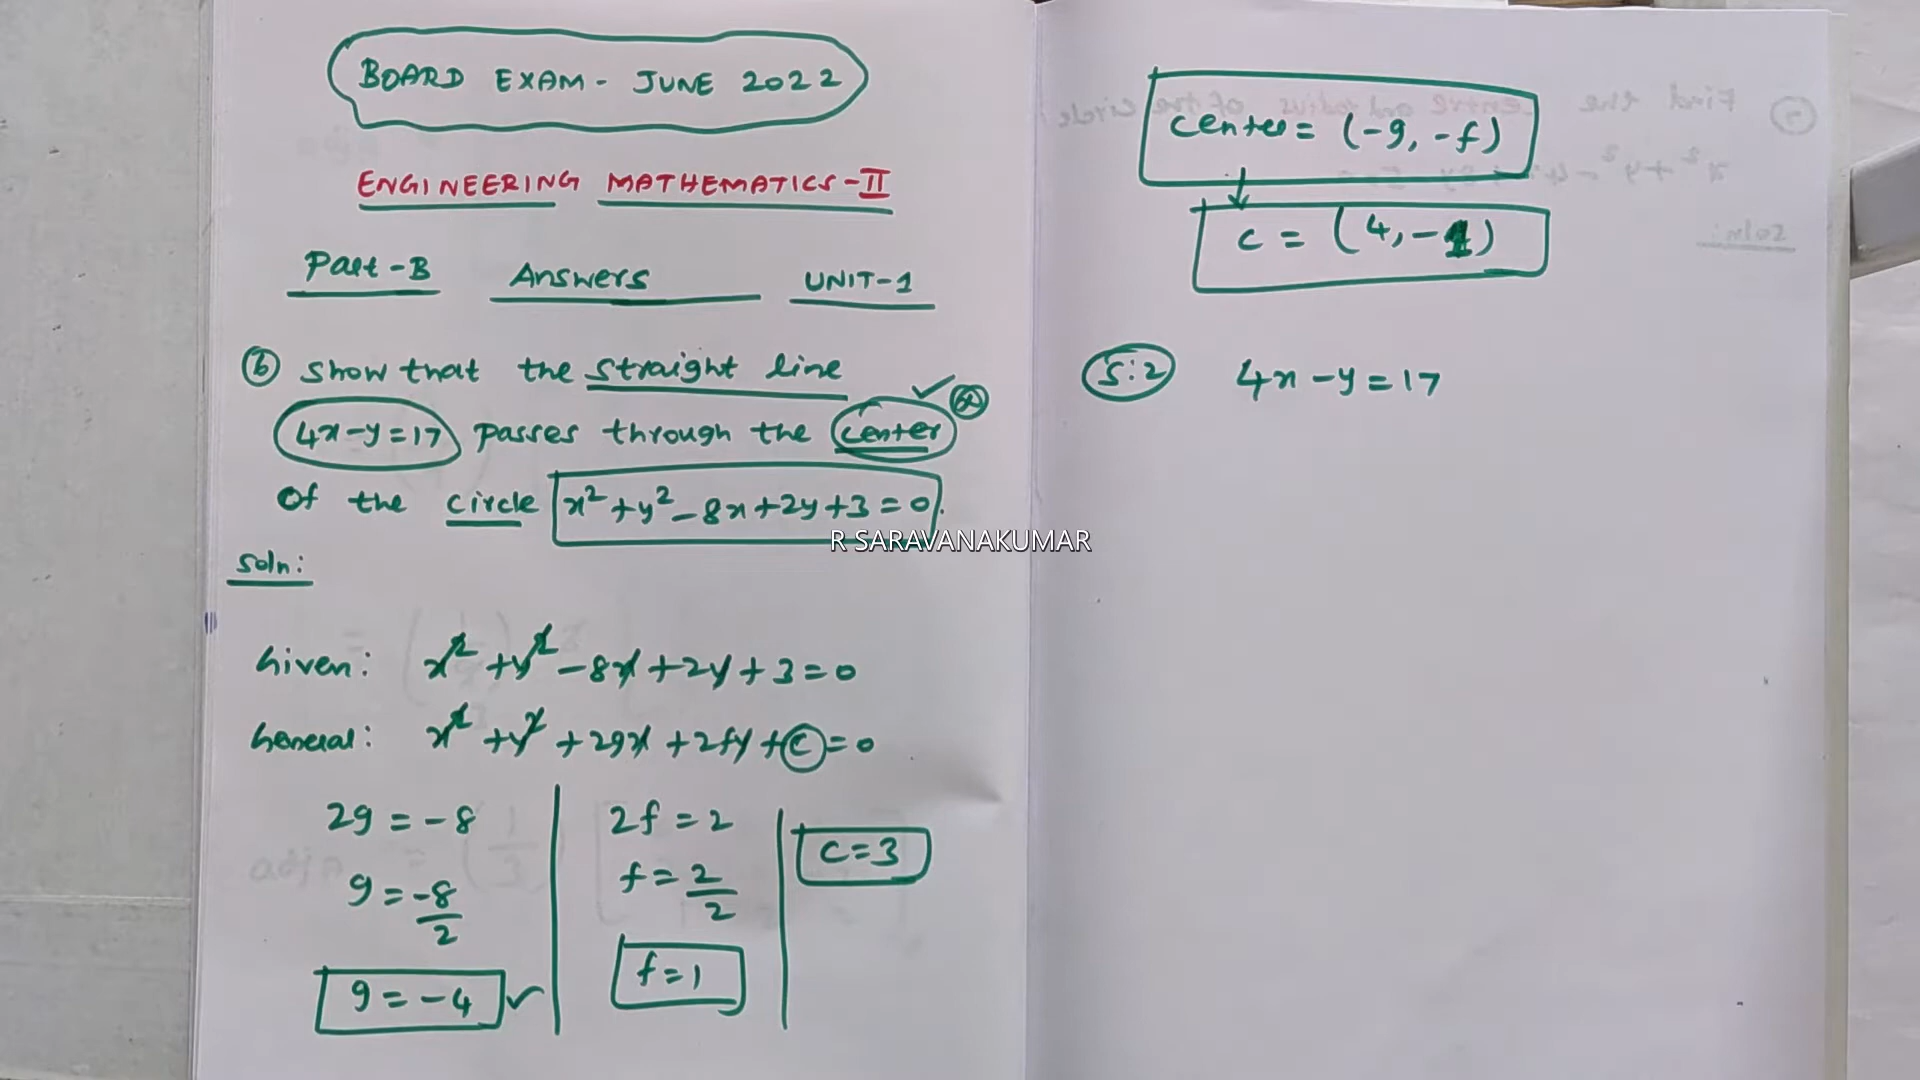 BOARD EXAM - JUNE 2022
ENGINEERING MATHEMATICS-II
Part-B Answers UNIT-1
6 Show that the straight line
4x-y=17 passes through the center
Of the circle x²+y²-8x+2y+3=0.
Soln:
Given: x²+y²-8x+2y+3=0
General: x²+y²+2gx+2fy+c=0
2g=-8 2f=2 c=3
g=-8/2 f=2/2
g=-4 f=1
center=(-g,-f)
c=(4,-1)
S:2 4x-y=17
R SARAVANAKUMAR